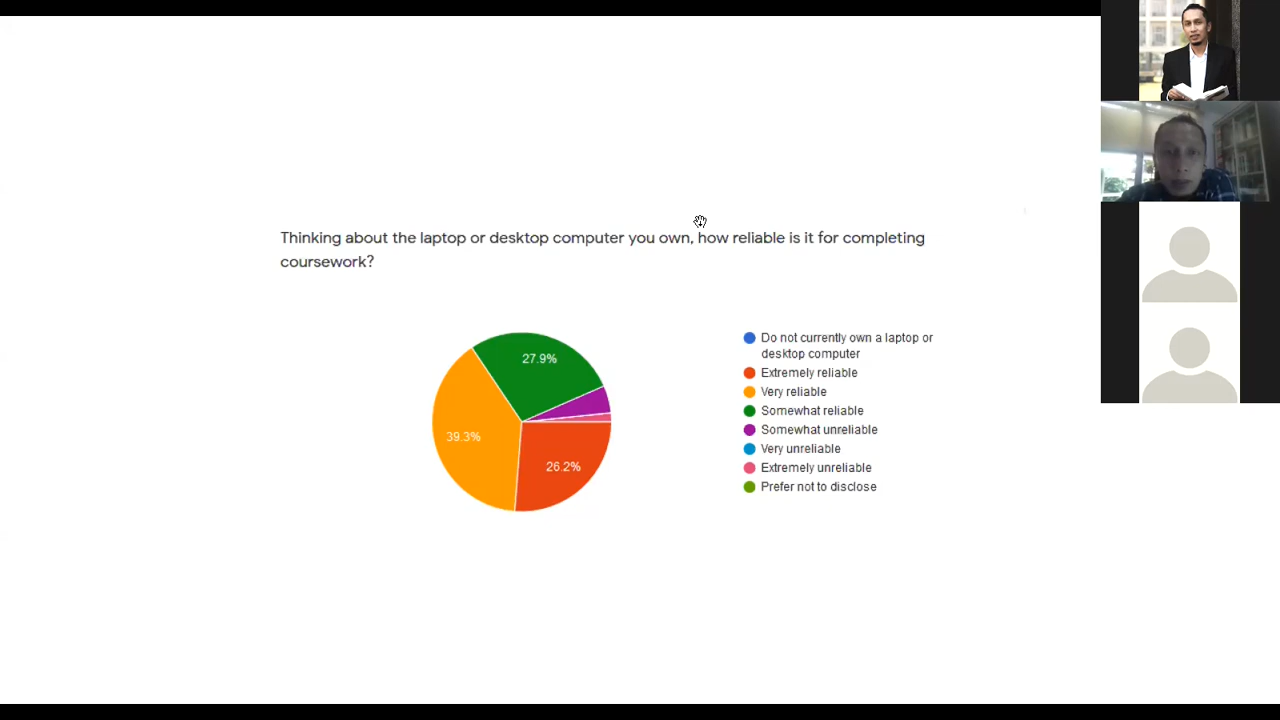 Thinking about the laptop or desktop computer you own, how reliable is it for completing
coursework?
27.9%
39.3%
26.2%
Do not currently own a laptop or
desktop computer
Extremely reliable
Very reliable
Somewhat reliable
Somewhat unreliable
Very unreliable
Extremely unreliable
Prefer not to disclose